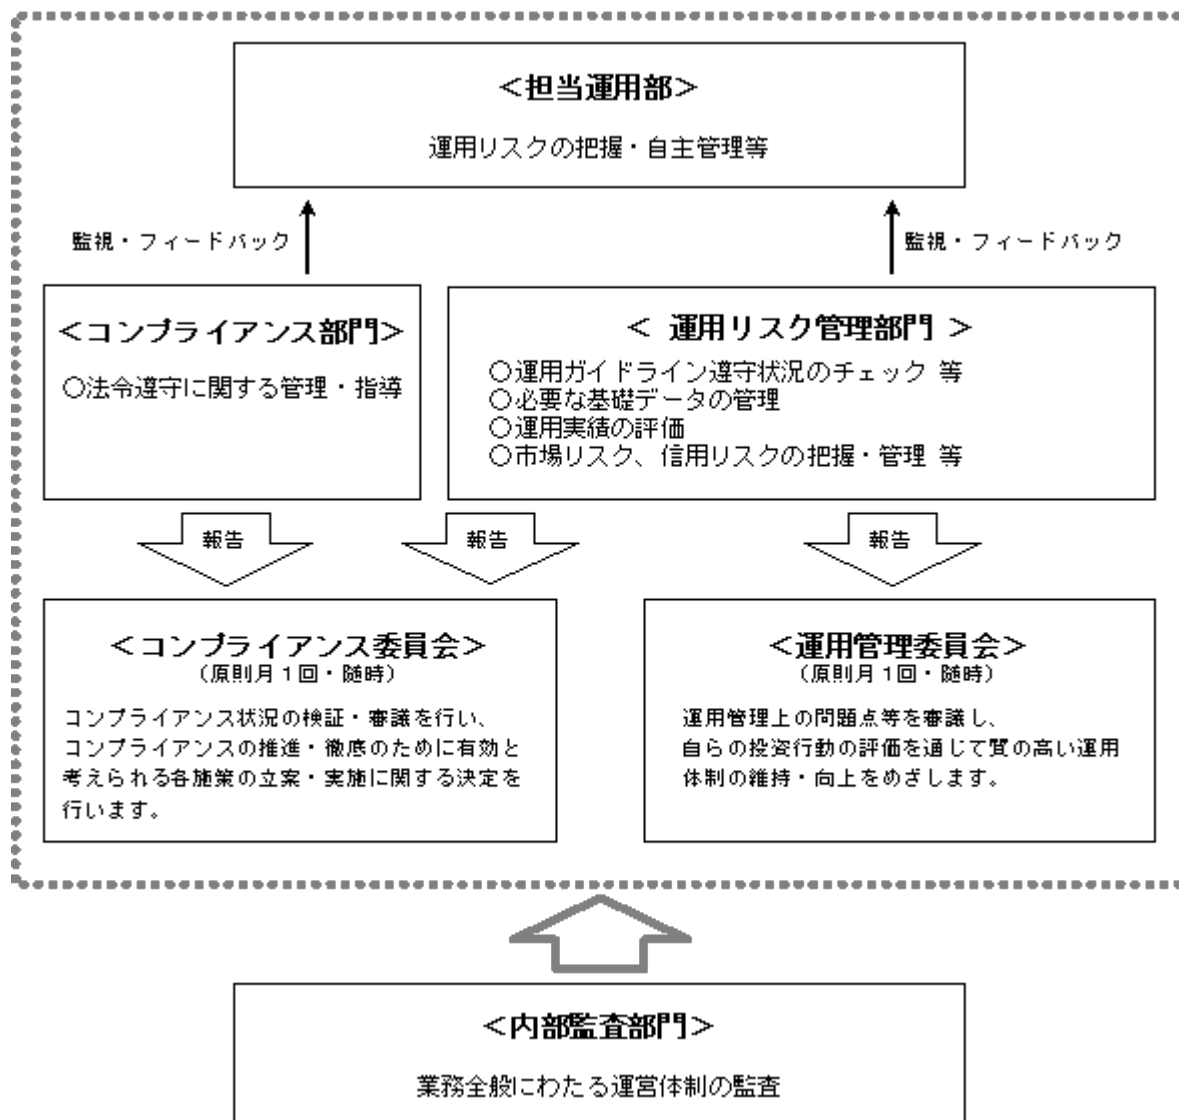 <担当運用部>
運用リスクの把握・自主管理等
監視・フィードバック
監視・フィードバック
<コンプライアンス部門>
○法令遵守に関する管理・指導
< 運用リスク管理部門 >
○運用ガイドライン遵守状況のチェック 等
○必要な基礎データの管理
○運用実績の評価
○市場リスク、信用リスクの把握・管理 等
報告
報告
報告
<コンプライアンス委員会>
（原則月1回・随時）
コンプライアンス状況の検証・審議を行い、
コンプライアンスの推進・徹底のために有効と
考えられる各施策の立案・実施に関する決定を
行います。
<運用管理委員会>
（原則月1回・随時）
運用管理上の問題点等を審議し、
自らの投資行動の評価を通じて質の高い運用
体制の維持・向上をめざします。
<内部監査部門>
業務全般にわたる運営体制の監査